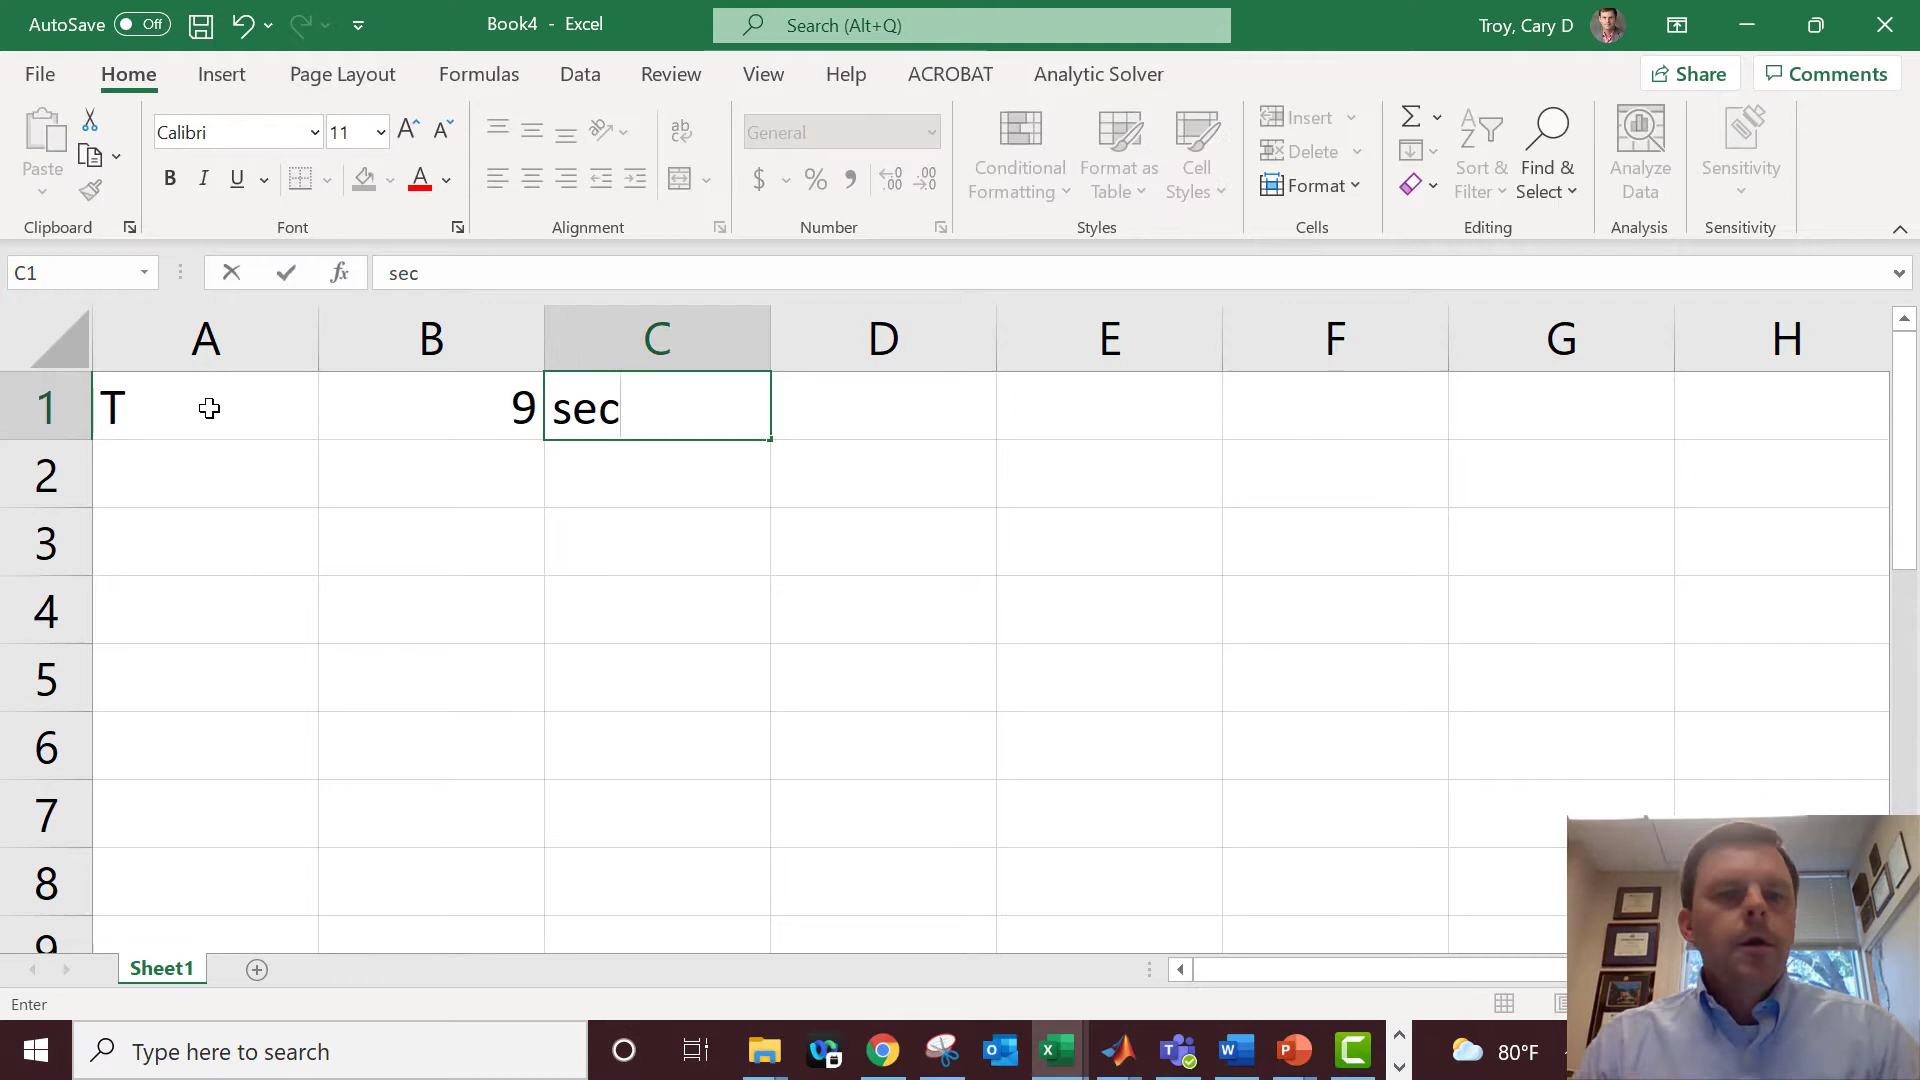 AutoSave Off Book4 - Excel Search (Alt+Q) Troy, Cary D
File Home Insert Page Layout Formulas Data Review View Help ACROBAT Analytic Solver Share Comments
Calibri 11 General
Paste Conditional Formatting Format as Table Cell Styles Insert Delete Format Sort & Filter Find & Select Analyze Data Sensitivity
Clipboard Font Alignment Number Styles Cells Editing Analysis Sensitivity
C1 fx sec
A B C D E F G H
1 T 9 sec
2
3
4
5
6
7
8
9
Sheet1
Enter
Type here to search 80°F